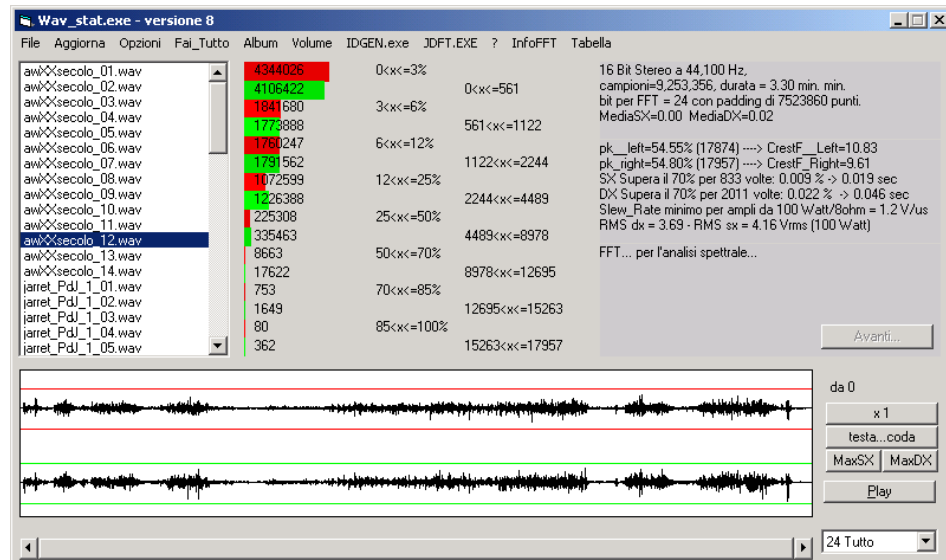 Wav_stat.exe - versione 8
File Aggiorna Opzioni Fai_Tutto Album Volume IDGEN.exe JDFT.EXE ? InfoFFT Tabella
awXXsecolo_01.wav
awXXsecolo_02.wav
awXXsecolo_03.wav
awXXsecolo_04.wav
awXXsecolo_05.wav
awXXsecolo_06.wav
awXXsecolo_07.wav
awXXsecolo_08.wav
awXXsecolo_09.wav
awXXsecolo_10.wav
awXXsecolo_11.wav
awXXsecolo_12.wav
awXXsecolo_13.wav
awXXsecolo_14.wav
jarret_PdJ_1_01.wav
jarret_PdJ_1_02.wav
jarret_PdJ_1_03.wav
jarret_PdJ_1_04.wav
jarret_PdJ_1_05.wav
4344026 0<x<=3%
4106422 0<x<=561
1841680 3<x<=6%
1773888 561<x<=1122
1760247 6<x<=12%
1791562 1122<x<=2244
1072599 12<x<=25%
1226388 2244<x<=4489
225308 25<x<=50%
335463 4489<x<=8978
8663 50<x<=70%
17622 8978<x<=12695
753 70<x<=85%
1649 12695<x<=15263
80 85<x<=100%
362 15263<x<=17957
16 Bit Stereo a 44,100 Hz,
campioni=9,253,356, durata = 3.30 min. min.
bit per FFT = 24 con padding di 7523860 punti.
MediaSX=0.00 MediaDX=0.02
pk__left=54.55% (17874) ----> CrestF__Left=10.83
pk_right=54.80% (17957) ----> CrestF_Right=9.61
SX Supera il 70% per 833 volte: 0.009 % -> 0.019 sec
DX Supera il 70% per 2011 volte: 0.022 % -> 0.046 sec
Slew_Rate minimo per ampli da 100 Watt/8ohm = 1.2 V/us
RMS dx = 3.69 - RMS sx = 4.16 Vrms (100 Watt)
FFT... per l'analisi spettrale...
Avanti...
da 0
x 1
testa...coda
MaxSX MaxDX
Play
24 Tutto